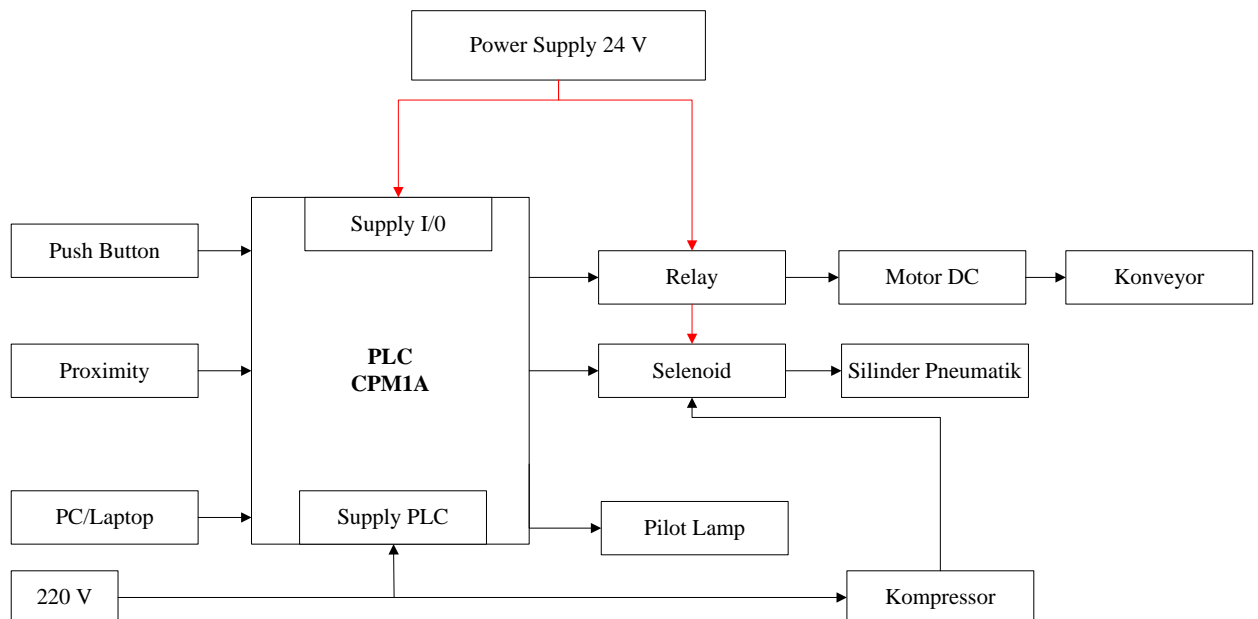 Power Supply 24 V
Supply I/0
Push Button
Relay
Motor DC
Konveyor
Proximity
PLC
CPM1A
Selenoid
Silinder Pneumatik
PC/Laptop
Supply PLC
Pilot Lamp
220 V
Kompressor